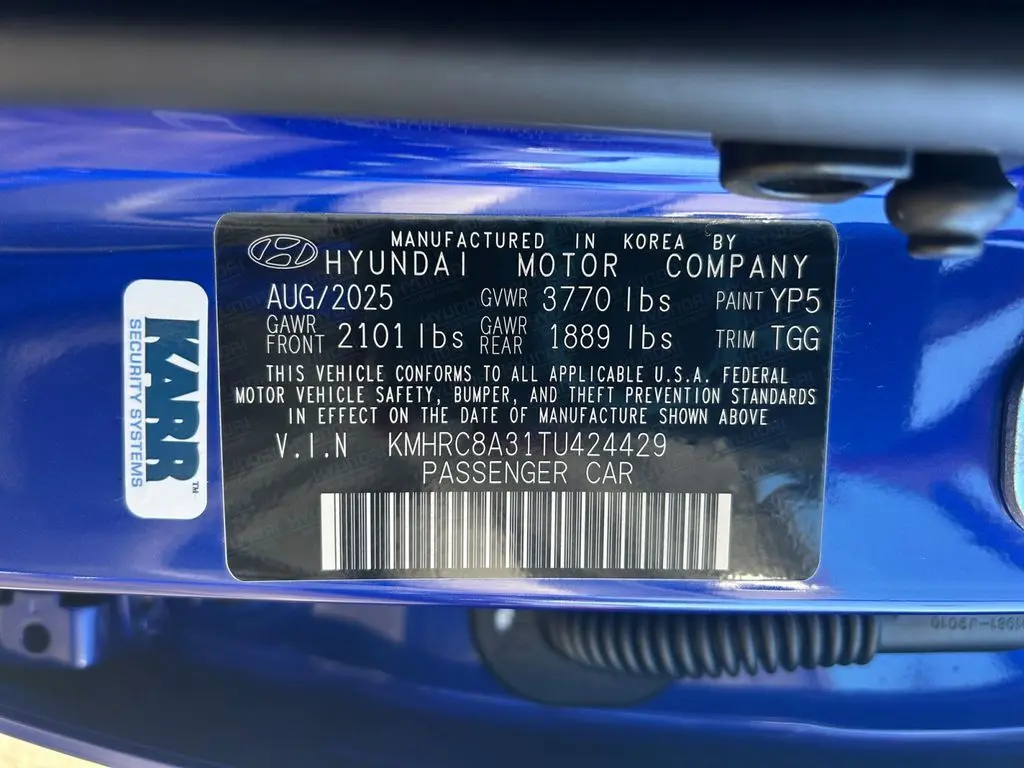 MANUFACTURED IN KOREA BY
HYUNDAI MOTOR COMPANY
AUG/2025 GVWR 3770 lbs PAINT YP5
GAWR FRONT 2101 lbs GAWR REAR 1889 lbs TRIM TGG
THIS VEHICLE CONFORMS TO ALL APPLICABLE U.S.A. FEDERAL
MOTOR VEHICLE SAFETY, BUMPER, AND THEFT PREVENTION STANDARDS
IN EFFECT ON THE DATE OF MANUFACTURE SHOWN ABOVE
V.I.N KMHRC8A31TU424429
PASSENGER CAR
KARR™
SECURITY SYSTEMS